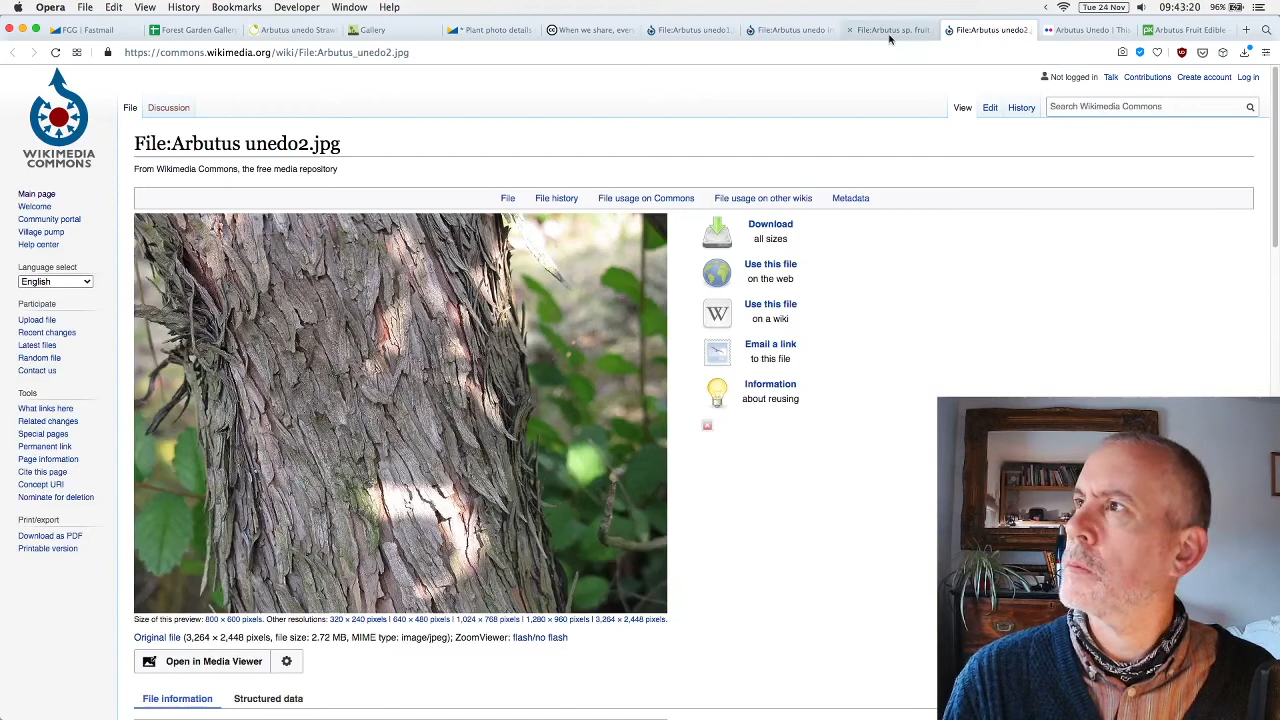 Opera File Edit View History Bookmarks Developer Window Help Tue 24 Nov 09:43:20 96%
FGG | Fastmail Forest Garden Gallery Arbutus unedo Straw Gallery * Plant photo details When we share, every File:Arbutus unedo1. File:Arbutus unedo in File:Arbutus sp. fruit File:Arbutus unedo2. Arbutus Unedo | This Arbutus Fruit Edible
https://commons.wikimedia.org/wiki/File:Arbutus_unedo2.jpg
Not logged in Talk Contributions Create account Log in
File Discussion View Edit History Search Wikimedia Commons
WIKIMEDIA
COMMONS
File:Arbutus unedo2.jpg
From Wikimedia Commons, the free media repository
File File history File usage on Commons File usage on other wikis Metadata
Main page
Welcome
Community portal
Village pump
Help center
Language select
English
Participate
Upload file
Recent changes
Latest files
Random file
Contact us
Tools
What links here
Related changes
Special pages
Permanent link
Page information
Cite this page
Concept URI
Nominate for deletion
Print/export
Download as PDF
Printable version
Download
all sizes
Use this file
on the web
W
Use this file
on a wiki
Email a link
to this file
Information
about reusing
Size of this preview: 800 × 600 pixels. Other resolutions: 320 × 240 pixels | 640 × 480 pixels | 1,024 × 768 pixels | 1,280 × 960 pixels | 3,264 × 2,448 pixels.
Original file (3,264 × 2,448 pixels, file size: 2.72 MB, MIME type: image/jpeg); ZoomViewer: flash/no flash
Open in Media Viewer
File information Structured data